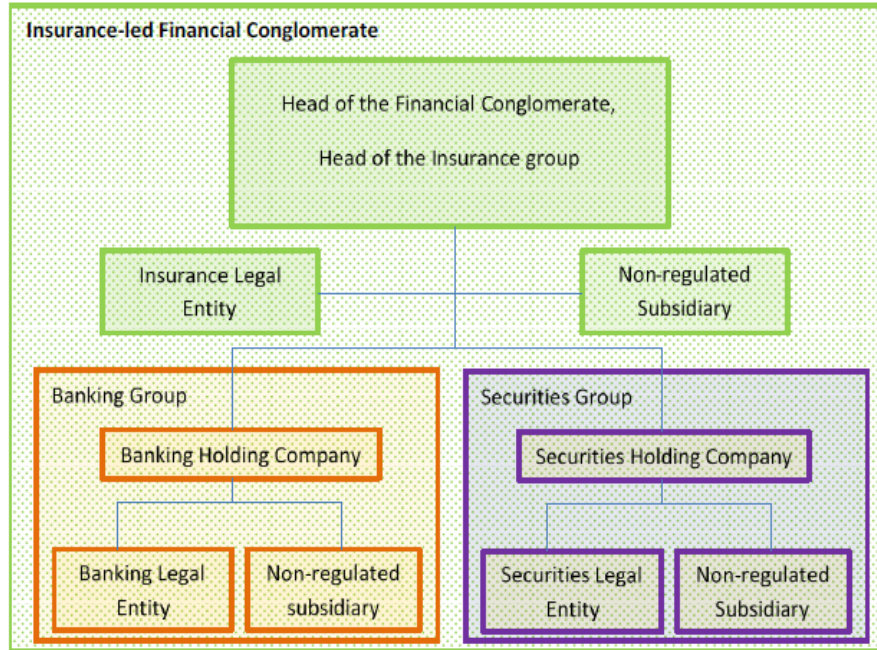 Insurance-led Financial Conglomerate
Head of the Financial Conglomerate,
Head of the Insurance group
Insurance Legal
Entity
Non-regulated
Subsidiary
Banking Group
Banking Holding Company
Banking Legal
Entity
Non-regulated
subsidiary
Securities Group
Securities Holding Company
Securities Legal
Entity
Non-regulated
Subsidiary